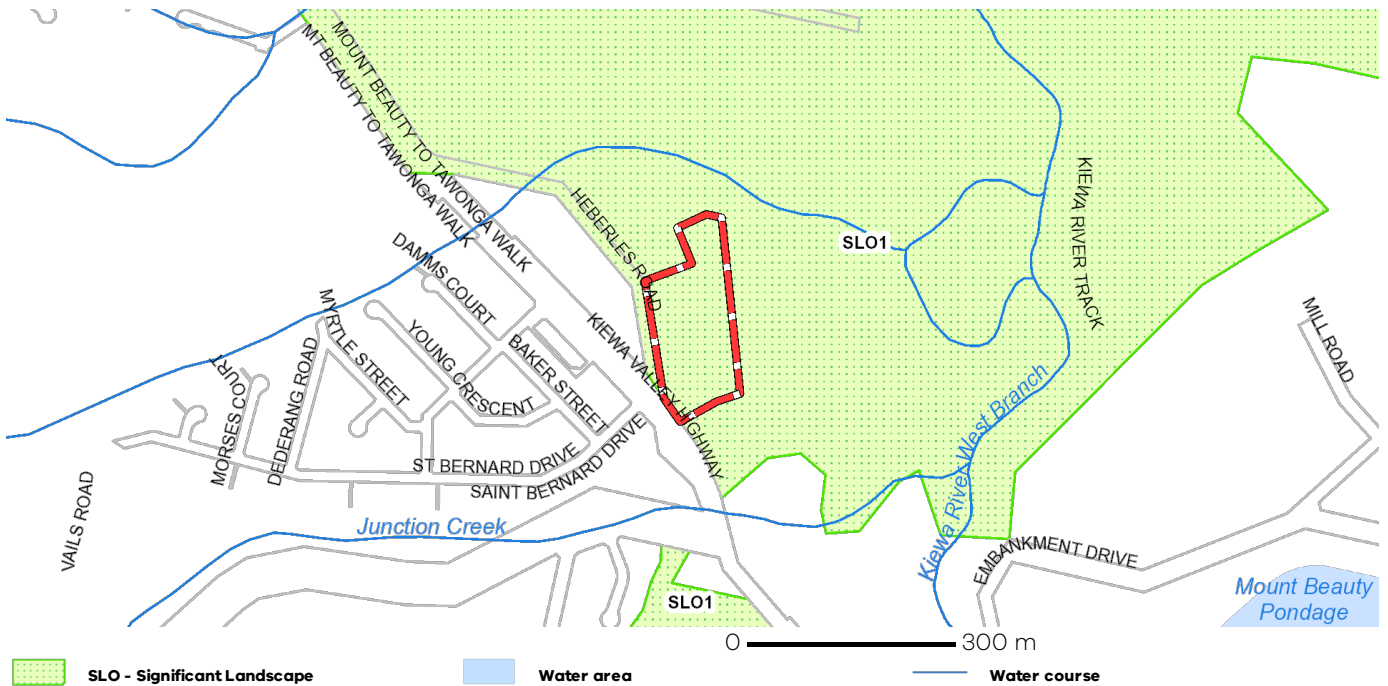 MOUNT BEAUTY TO TAWONGA WALK
MT BEAUTY TO TAWONGA WALK
HEBERLES ROAD
SLO1
KIEWA RIVER TRACK
DAMMS COURT
MYRTLE STREET
YOUNG CRESCENT
BAKER STREET
KIEWA VALLEY HIGHWAY
MILL ROAD
MORSES COURT
DEDERANG ROAD
ST BERNARD DRIVE
SAINT BERNARD DRIVE
VAILS ROAD
Junction Creek
Kiewa River West Branch
EMBANKMENT DRIVE
Mount Beauty
Pondage
SLO1
0 300 m
SLO - Significant Landscape
Water area
Water course